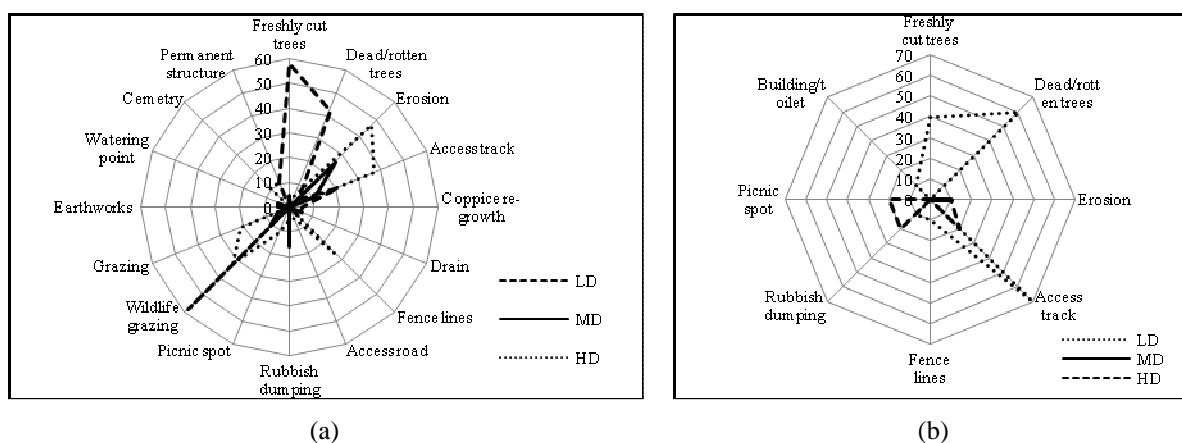 Freshly cut
trees
Permanent
structure
Dead/rotten
trees
Cemetry
Erosion
Watering
point
Access track
Earthworks
Coppice re-
growth
Grazing
Drain
Wildlife
grazing
Fence lines
Picnic spot
Access road
Rubbish
dumping
60
50
40
30
20
10
0
LD
MD
HD
(a)
Freshly
cut trees
Building/t
oilet
Dead/rott
en trees
Picnic
spot
Erosion
Rubbish
dumping
Access
track
Fence
lines
70
60
50
40
30
20
10
0
LD
MD
HD
(b)